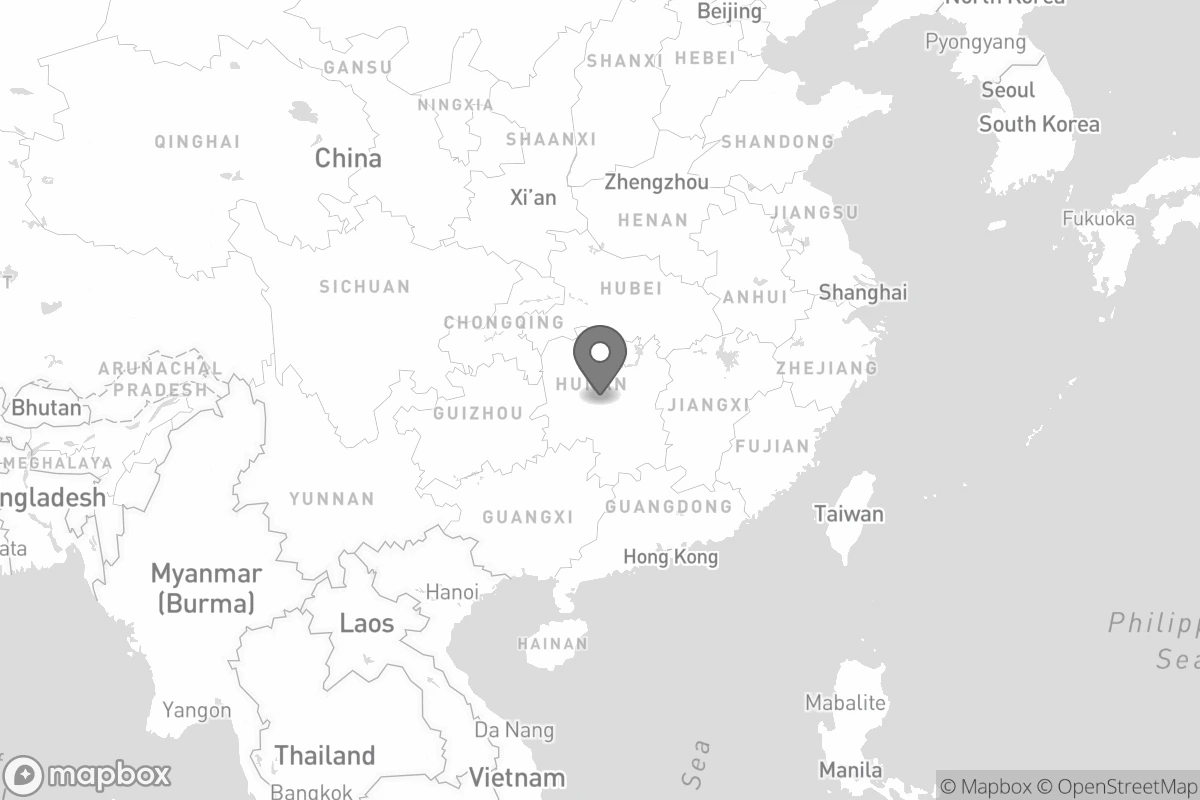 North Korea
Beijing
Pyongyang
SHANXI
HEBEI
GANSU
Seoul
NINGXIA
South Korea
QINGHAI
SHAANXI
SHANDONG
China
Zhengzhou
Xi'an
HENAN
JIANGSU
Fukuoka
T
SICHUAN
HUBEI
ANHUI
Shanghai
CHONGQING
ARUNACHAL
PRADESH
ZHEJIANG
Bhutan
GUIZHOU
JIANGXI
FUJIAN
MEGHALAYA
ngladesh
YUNNAN
GUANGXI
GUANGDONG
Taiwan
ata
Hong Kong
Myanmar
(Burma)
Hanoi
Laos
Philipp
Sea
HAINAN
Yangon
Mabalite
Da Nang
Thailand
Sea
Vietnam
Manila
Bangkok
mapbox
© Mapbox © OpenStreetMap